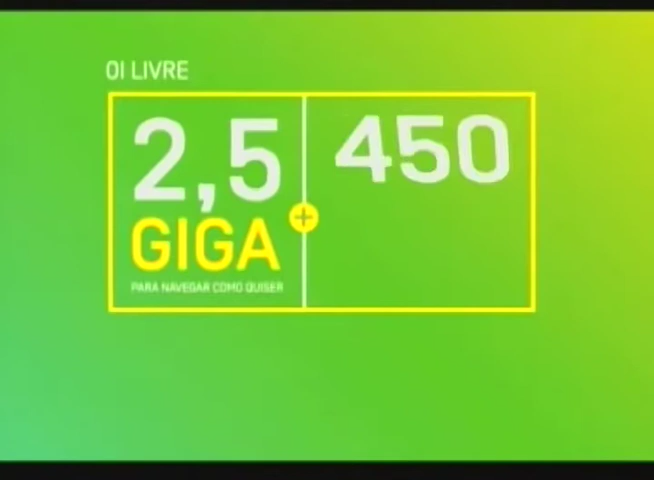 OI LIVRE
2,5
GIGA
PARA NAVEGAR COMO QUISER
+
450